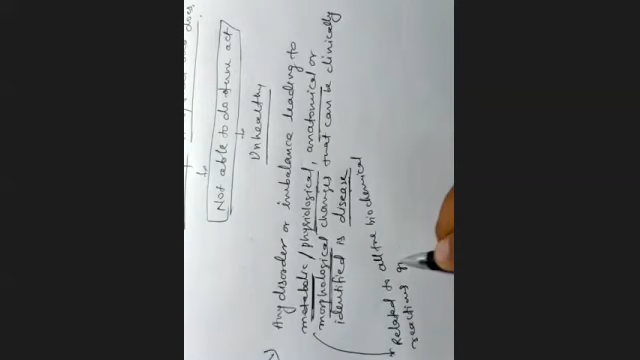 Not able to do tune act
Unhealthy
Any disorder or imbalance leading to
metabolic / physiological, anatomical or
morphological changes that can be clinically
identified is disease
Related to all the biochemical
reactions